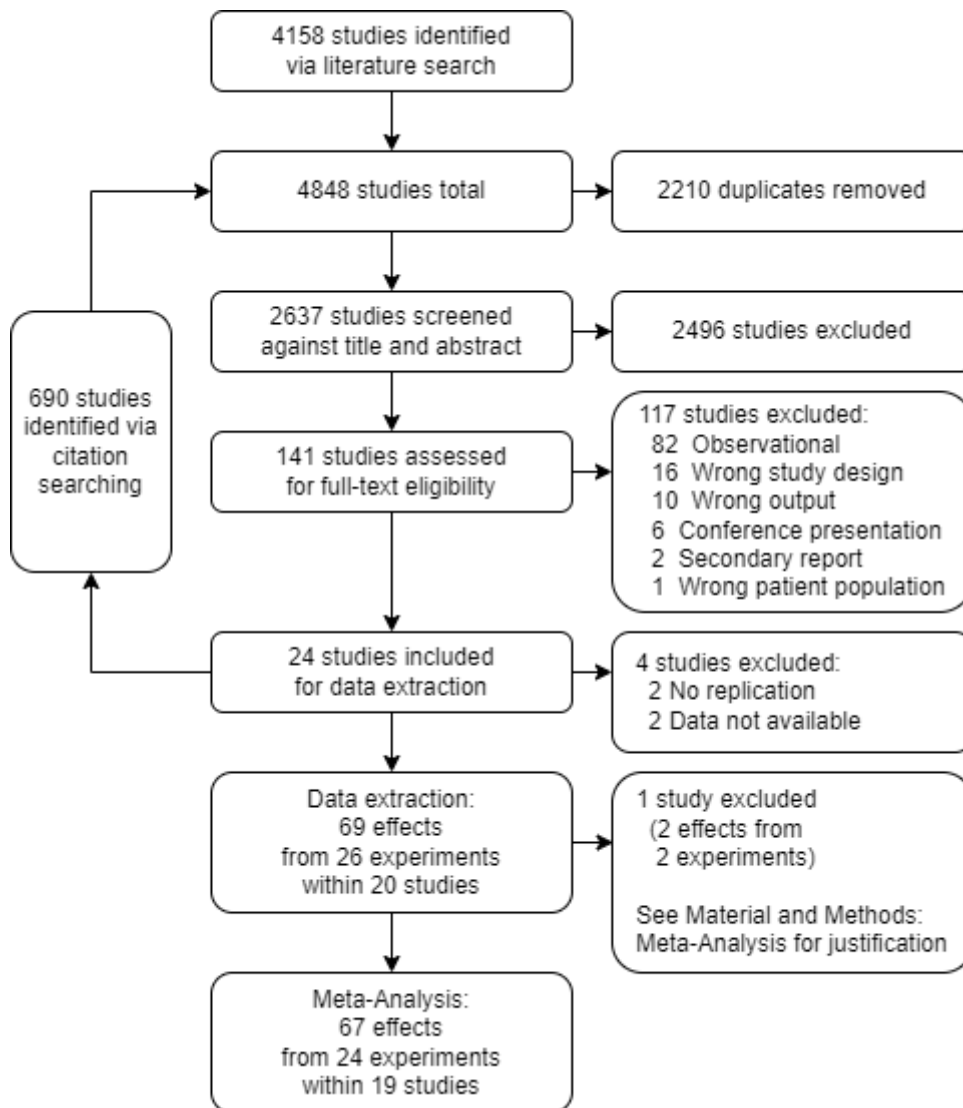 4158 studies identified
via literature search
4848 studies total
2210 duplicates removed
2637 studies screened
against title and abstract
2496 studies excluded
690 studies
identified via
citation
searching
141 studies assessed
for full-text eligibility
117 studies excluded:
82 Observational
16 Wrong study design
10 Wrong output
6 Conference presentation
2 Secondary report
1 Wrong patient population
24 studies included
for data extraction
4 studies excluded:
2 No replication
2 Data not available
Data extraction:
69 effects
from 26 experiments
within 20 studies
1 study excluded
(2 effects from
2 experiments)
See Material and Methods:
Meta-Analysis for justification
Meta-Analysis:
67 effects
from 24 experiments
within 19 studies